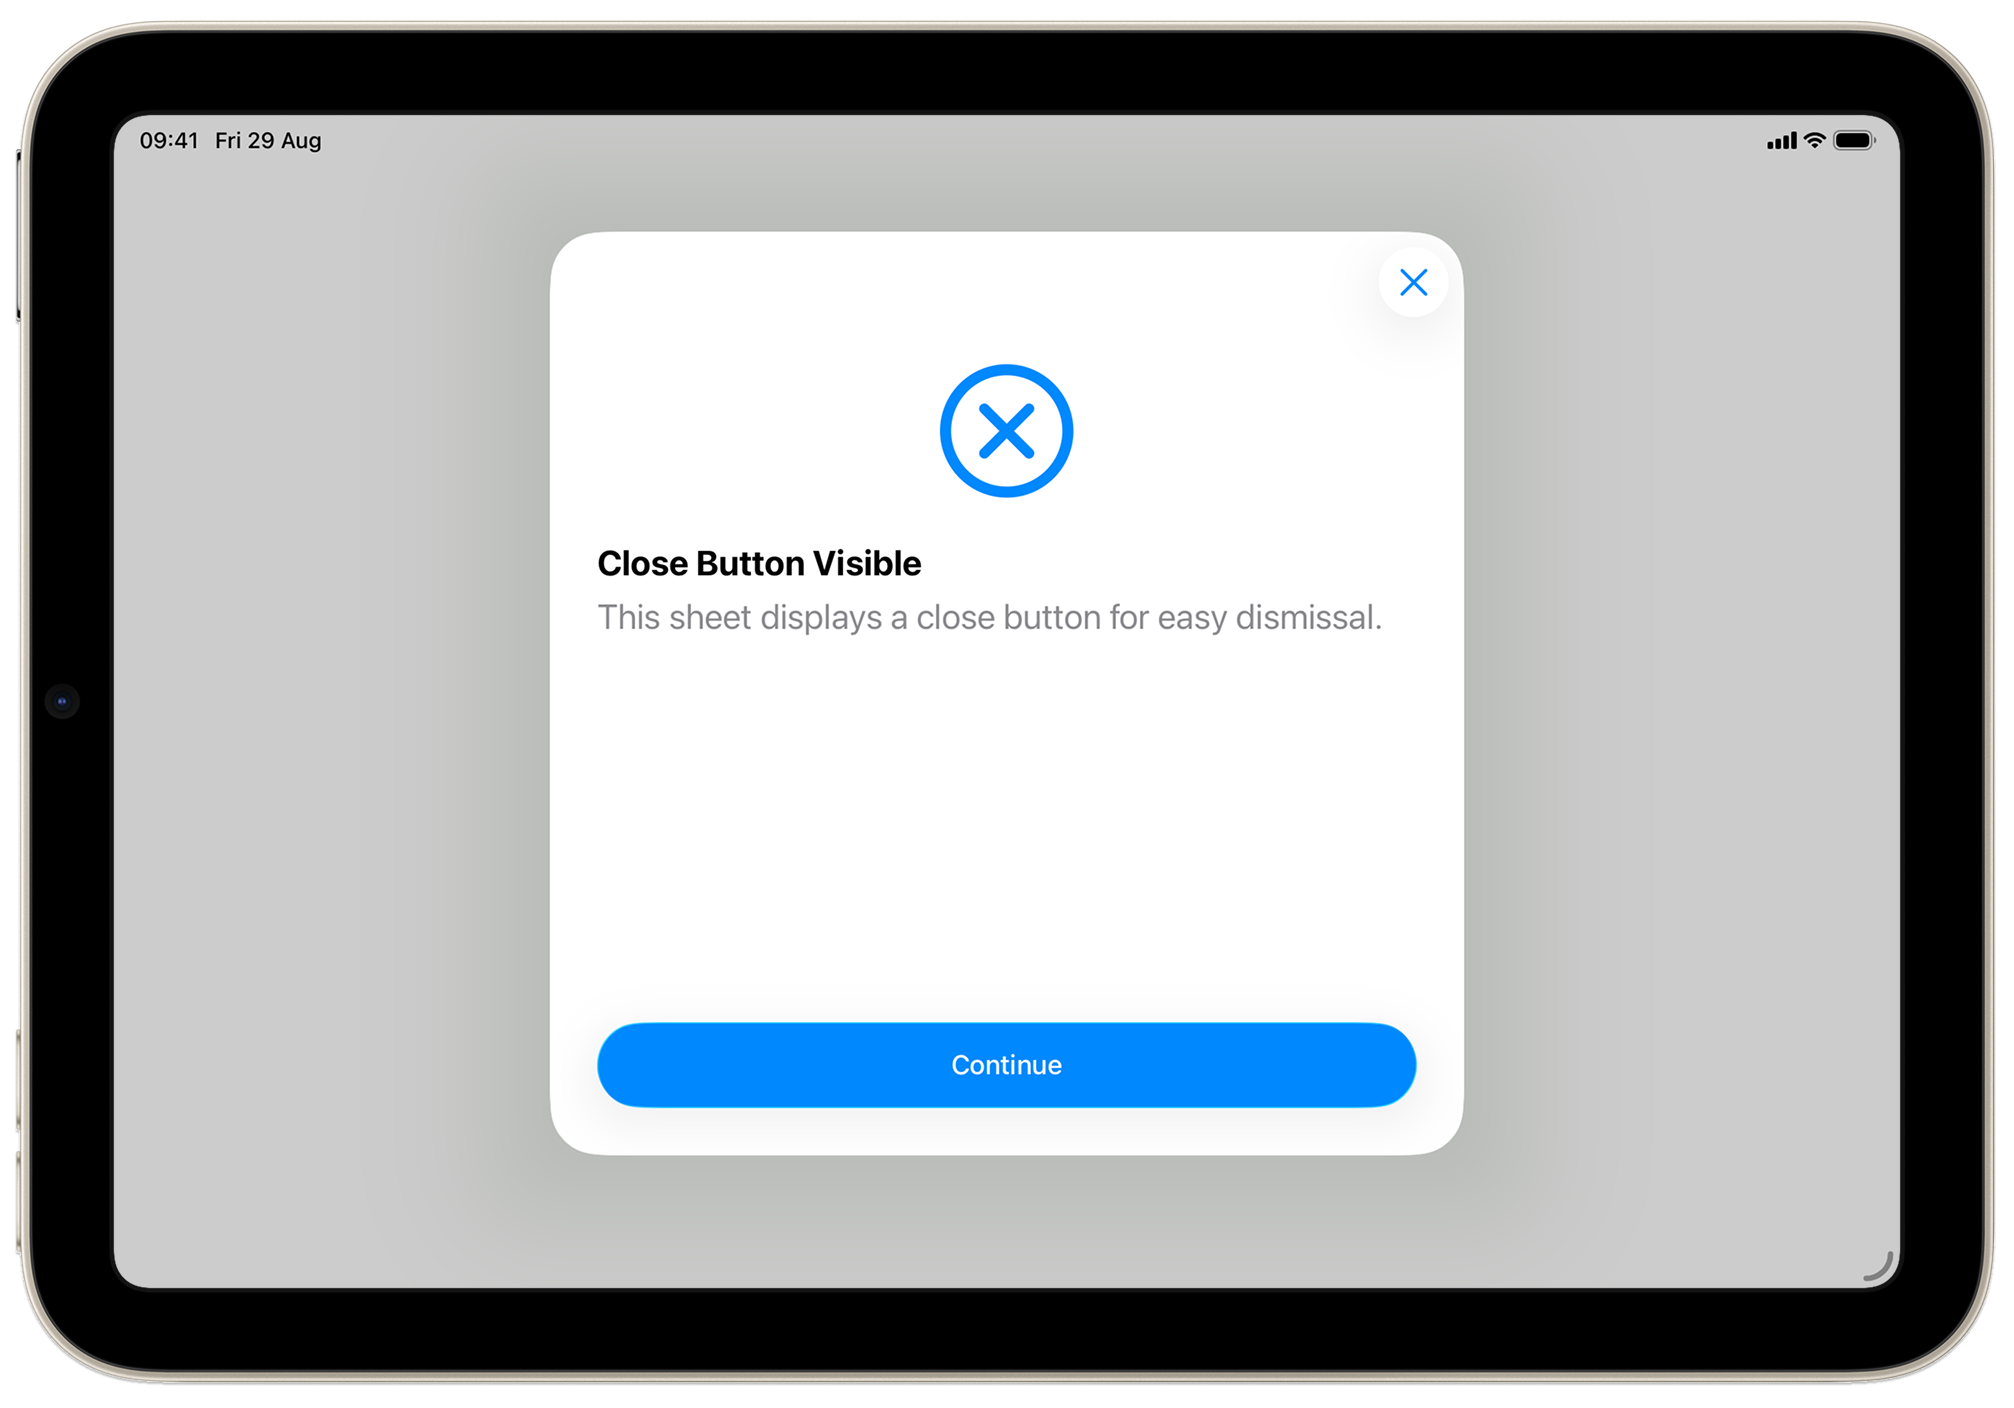 09:41 Fri 29 Aug
Close Button Visible
This sheet displays a close button for easy dismissal.
Continue